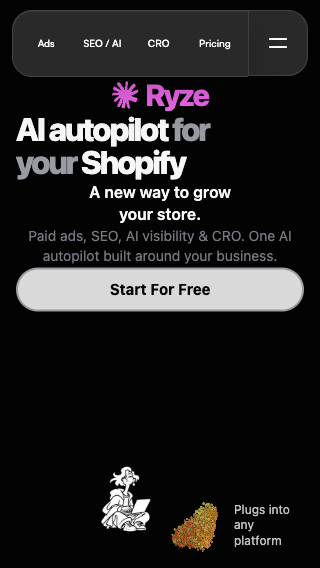 Ads
SEO / AI
CRO
Pricing
Ryze
AI autopilot for
your Shopify
A new way to grow
your store.
Paid ads, SEO, AI visibility & CRO. One AI
autopilot built around your business.
Start For Free
Plugs into
any
platform